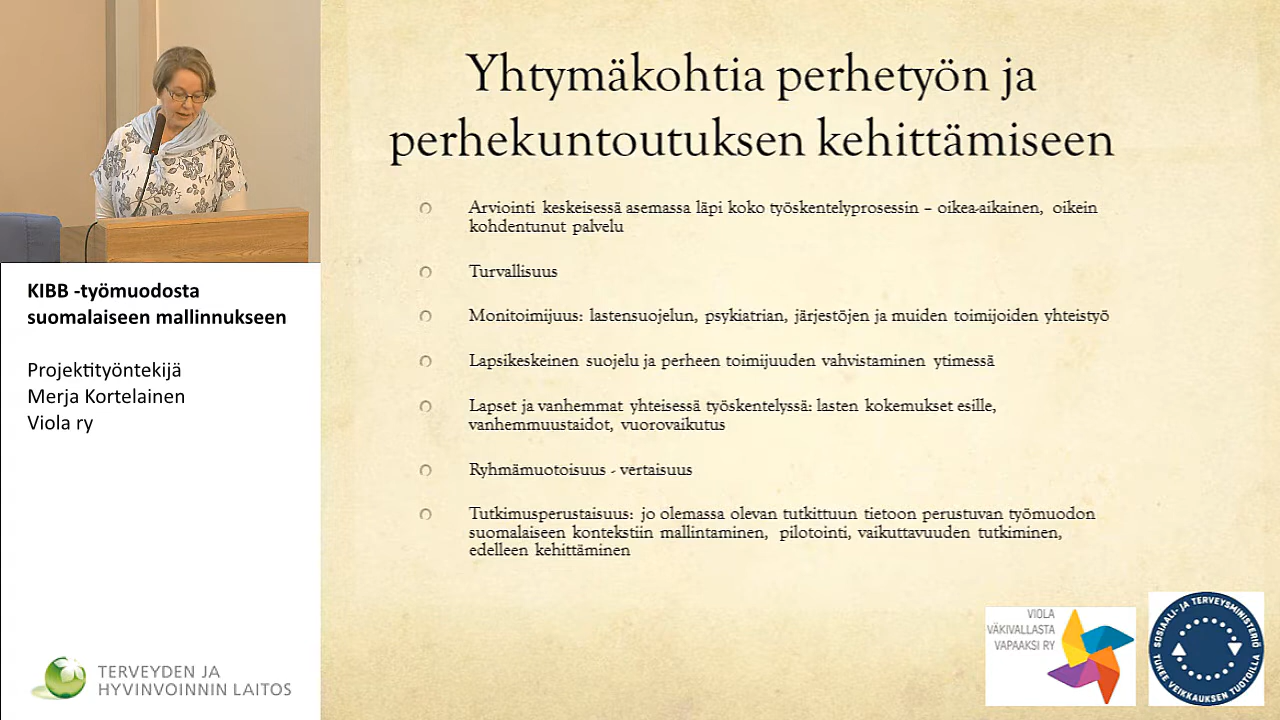 Yhtymäkohtia perhetyön ja
perhekuntoutuksen kehittämiseen
Arviointi keskeisessä asemassa läpi koko työskentelyprosessin – oikea-aikainen, oikein
kohdentunut palvelu
Turvallisuus
Monitoimijuus: lastensuojelun, psykiatrian, järjestöjen ja muiden toimijoiden yhteistyö
Lapsikeskeinen suojelu ja perheen toimijuuden vahvistaminen ytimessä
Lapset ja vanhemmat yhteisessä työskentelyssä: lasten kokemukset esille,
vanhemmuustaidot, vuorovaikutus
Ryhmämuotoisuus - vertaisuus
Tutkimusperustaisuus: jo olemassa olevan tutkittuun tietoon perustuvan työmuodon
suomalaiseen kontekstiin mallintaminen, pilotointi, vaikuttavuuden tutkiminen,
edelleen kehittäminen
KIBB -työmuodosta
suomalaiseen mallinnukseen
Projektityöntekijä
Merja Kortelainen
Viola ry
TERVEYDEN JA
HYVINVOINNIN LAITOS
VIOLA
VÄKIVALLASTA
VAPAAKSI RY
SOSIAALI- JA TERVEYSMINISTERIÖ
TUKEE VEIKKAUKSEN TUOTOILLA